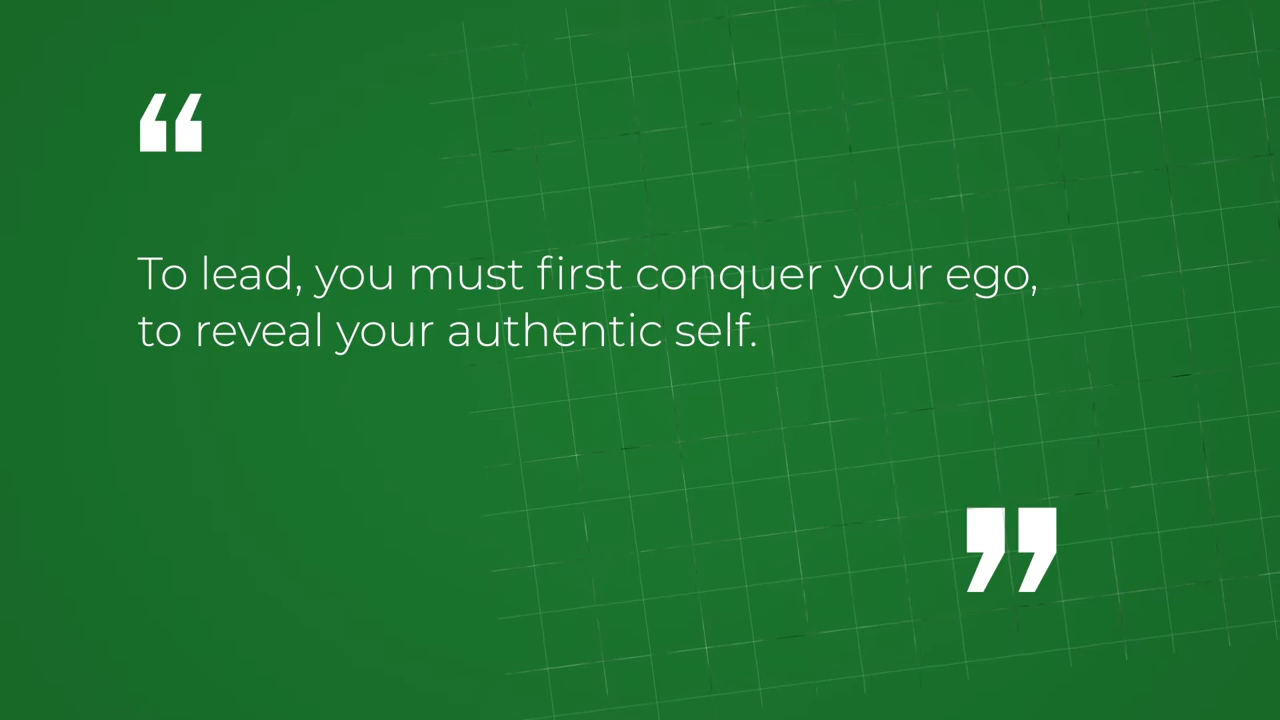 “
To lead, you must first conquer your ego,
to reveal your authentic self.
”